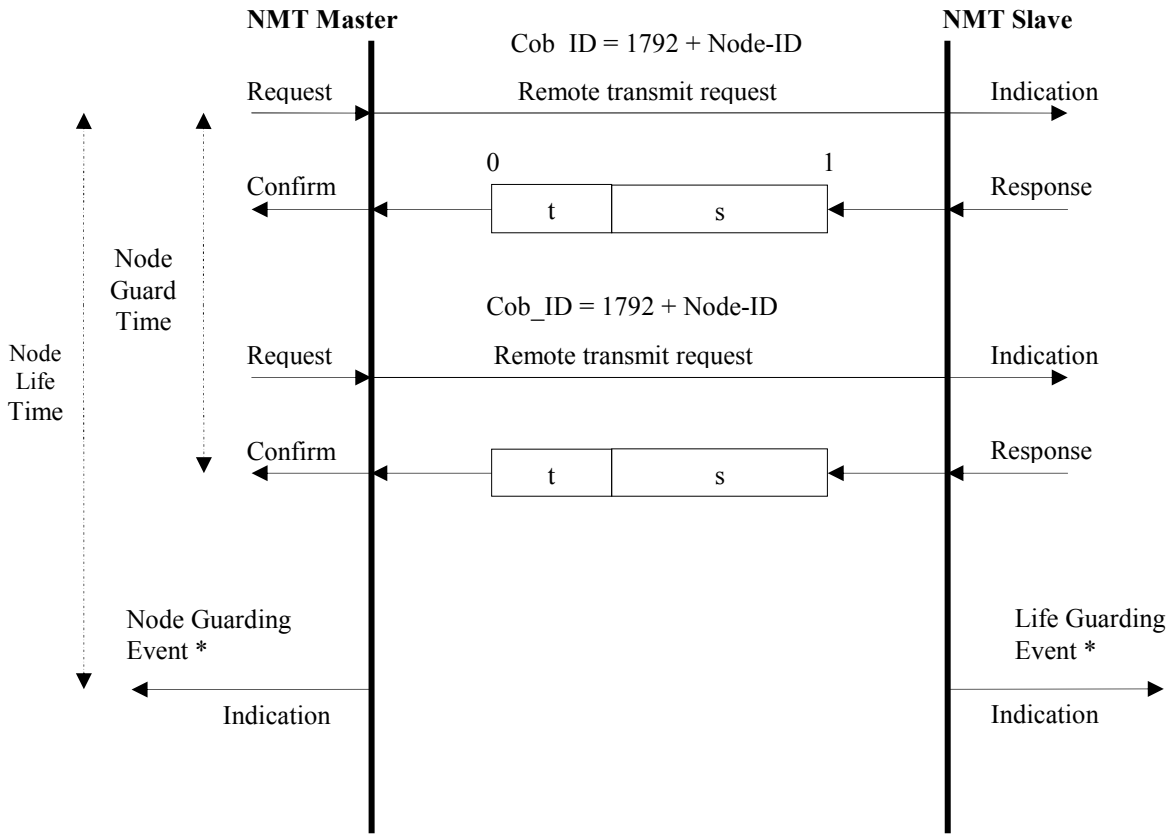 NMT Master
NMT Slave
Cob ID = 1792 + Node-ID
Request
Remote transmit request
Indication
0
1
Confirm
t
s
Response
Node
Guard
Time
Cob_ID = 1792 + Node-ID
Request
Remote transmit request
Indication
Node
Life
Time
Confirm
t
s
Response
Node Guarding
Event *
Life Guarding
Event *
Indication
Indication